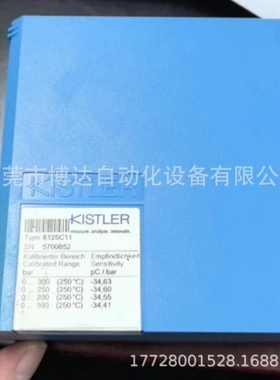 莞市博达自动化设备有限
KISTLER
KISTLER
measure. analyze. innovate.
Type 6125C11
SN 5700852
Kalibrierter Bereich Empfindlichkeit
Calibrated Range Sensitivity
bar pC / bar
0 ... 300 (250°C) -34,63
0 ... 250 (250°C) -34,60
0 ... 200 (250°C) -34,55
0 ... 100 (250°C) -34,41
17728001528.1688